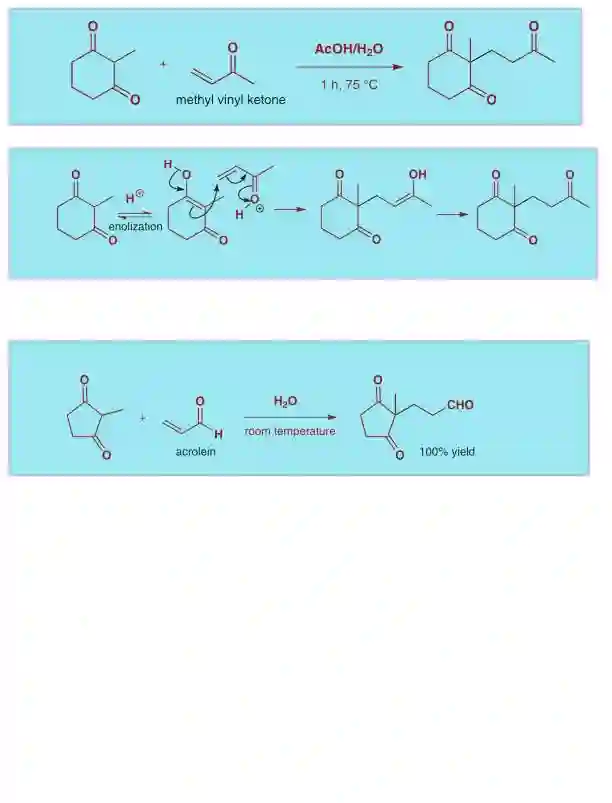 O
O
+
O
methyl vinyl ketone
AcOH/H₂O
1 h, 75 °C
O
O
O
O
O
H⊕
enolization
H
O
O
O
H
⊕
O
OH
O
O
O
O
O
O
+
O
H
acrolein
H₂O
room temperature
O
CHO
O
100% yield